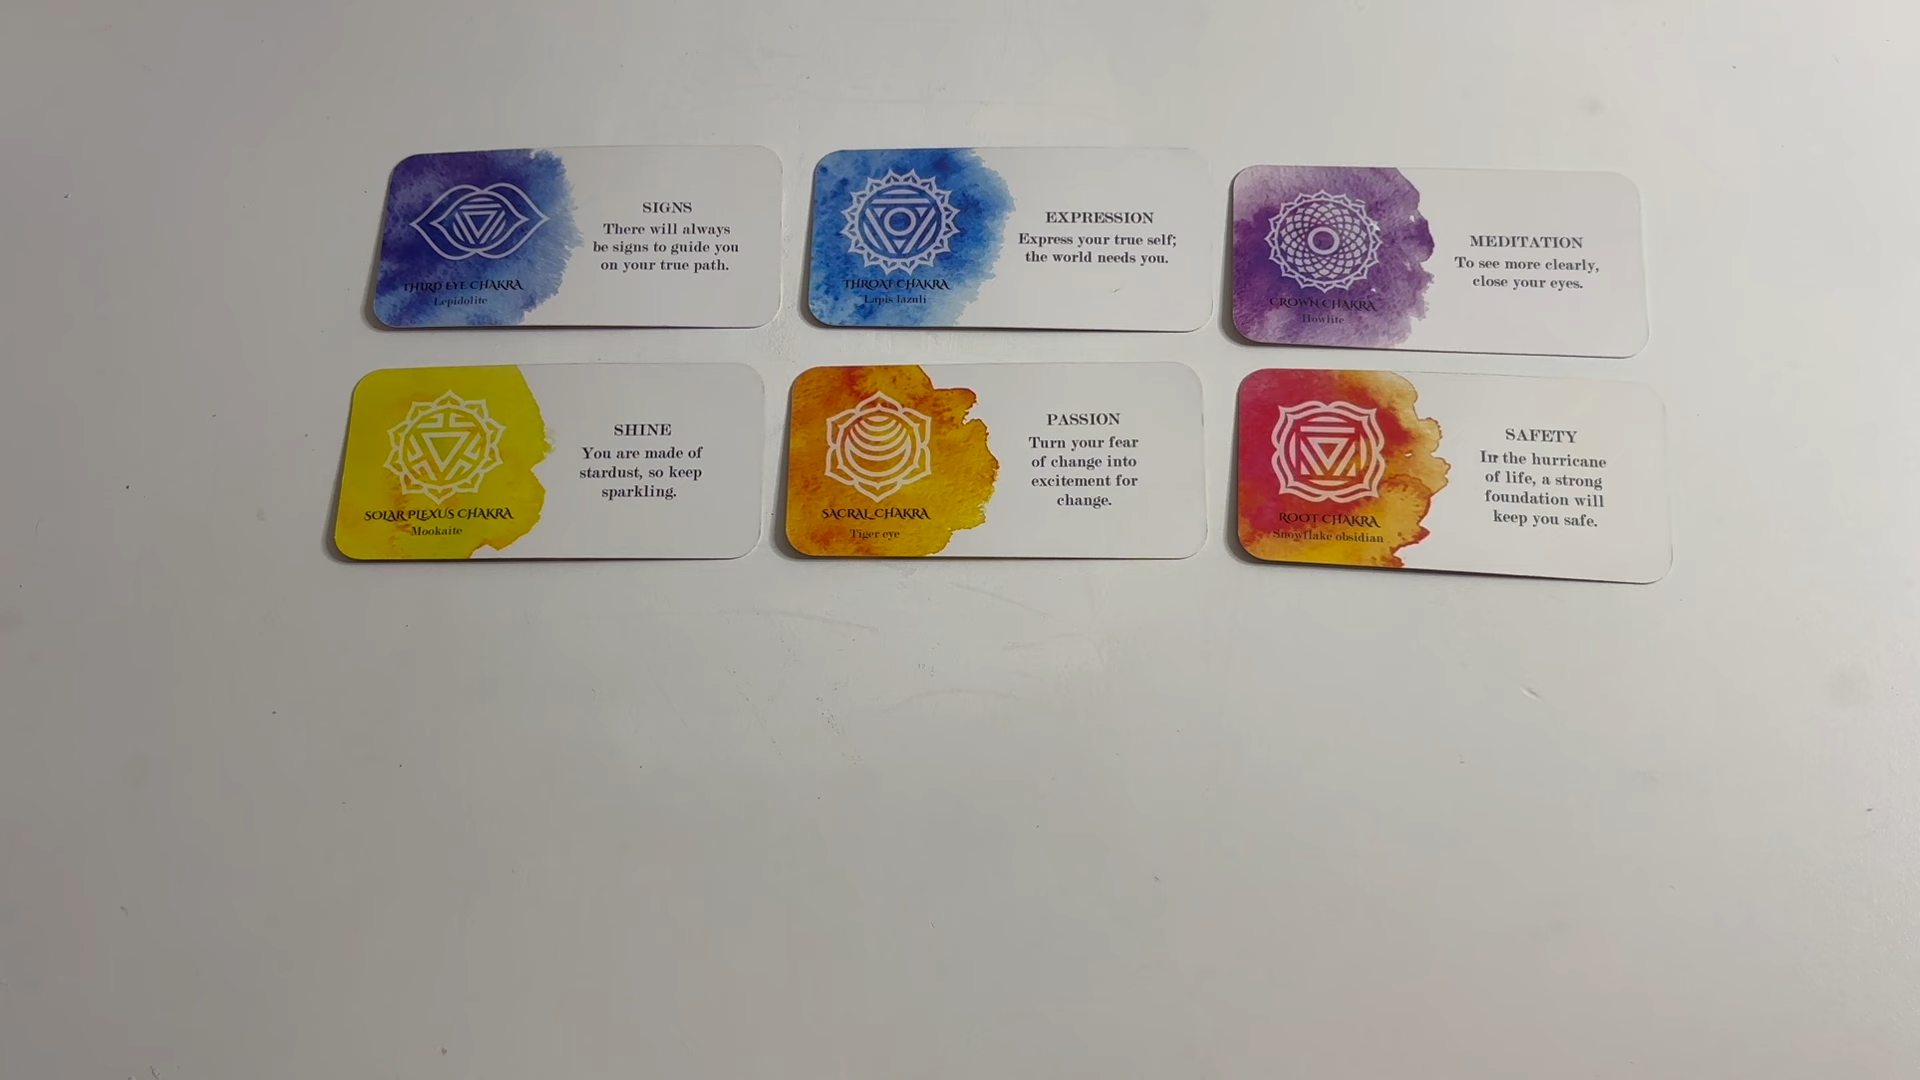 SIGNS
There will always
be signs to guide you
on your true path.
THIRD EYE CHAKRA
Lepidolite
EXPRESSION
Express your true self;
the world needs you.
THROAT CHAKRA
Lapis lazuli
MEDITATION
To see more clearly,
close your eyes.
CROWN CHAKRA
Howlite
SHINE
You are made of
stardust, so keep
sparkling.
SOLAR PLEXUS CHAKRA
Mookaite
PASSION
Turn your fear
of change into
excitement for
change.
SACRAL CHAKRA
Tiger eye
SAFETY
In the hurricane
of life, a strong
foundation will
keep you safe.
ROOT CHAKRA
Snowflake obsidian